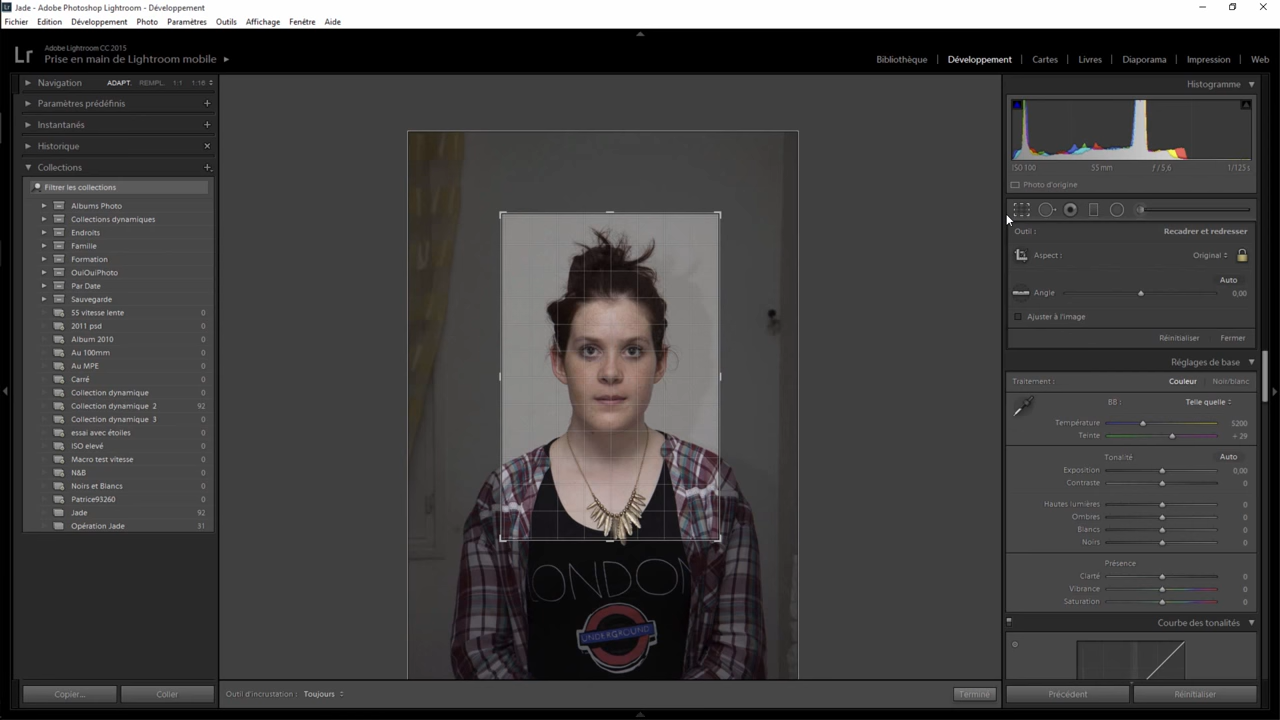 Jade - Adobe Photoshop Lightroom - Développement
Fichier Edition Développement Photo Paramètres Outils Affichage Fenêtre Aide
Lr
Adobe Lightroom CC 2015
Prise en main de Lightroom mobile
Bibliothèque Développement Cartes Livres Diaporama Impression Web
Navigation ADAPT. REMPL. 1:1 1:16
Paramètres prédéfinis
Instantanés
Historique
Collections
Filtrer les collections
Albums Photo
Collections dynamiques
Endroits
Famille
Formation
OuiOuiPhoto
Par Date
Sauvegarde
55 vitesse lente 0
2011 psd 0
Album 2010 0
Au 100mm 0
Au MPE 0
Carré 0
Collection dynamique 0
Collection dynamique 2 92
Collection dynamique 3 0
essai avec étoiles 0
ISO elevé 0
Macro test vitesse 0
N&B 0
Noirs et Blancs 0
Patrice93260 0
Jade 92
Opération Jade 31
Copier... Coller
LONDON
UNDERGROUND
Outil d'incrustation : Toujours
Terminé
Histogramme
ISO 100 55 mm ƒ / 5,6 1/125 s
Photo d'origine
Outil : Recadrer et redresser
Aspect : Original
Auto
Angle 0,00
Ajuster à l'image
Réinitialiser Fermer
Réglages de base
Traitement : Couleur Noir/blanc
BB : Telle quelle
Température 5200
Teinte + 29
Tonalité Auto
Exposition 0,00
Contraste 0
Hautes lumières 0
Ombres 0
Blancs 0
Noirs 0
Présence
Clarté 0
Vibrance 0
Saturation 0
Courbe des tonalités
Précédent Réinitialiser